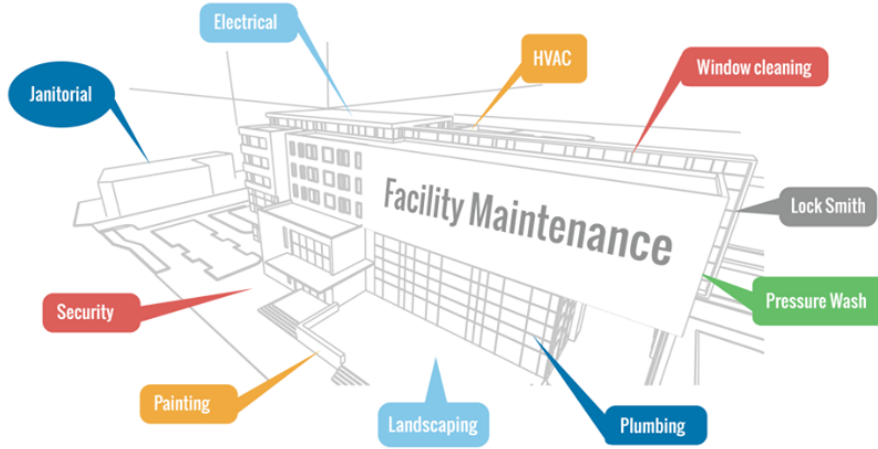 Electrical
HVAC
Window cleaning
Janitorial
Facility Maintenance
Lock Smith
Security
Pressure Wash
Painting
Landscaping
Plumbing